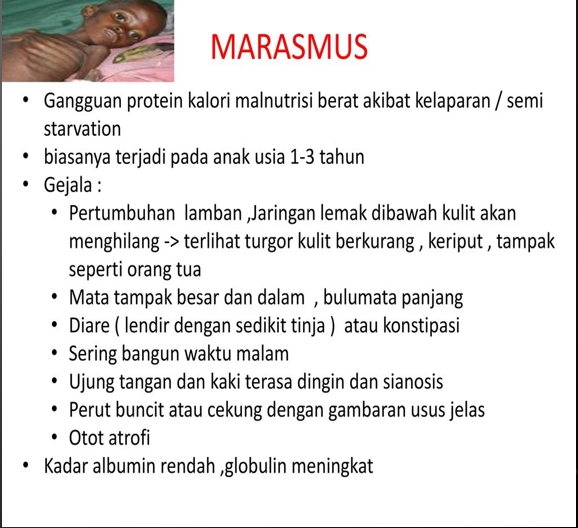 MARASMUS
• Gangguan protein kalori malnutrisi berat akibat kelaparan / semi
starvation
• biasanya terjadi pada anak usia 1-3 tahun
• Gejala :
• Pertumbuhan lamban ,Jaringan lemak dibawah kulit akan
menghilang -> terlihat turgor kulit berkurang , keriput , tampak
seperti orang tua
• Mata tampak besar dan dalam , bulumata panjang
• Diare ( lendir dengan sedikit tinja ) atau konstipasi
• Sering bangun waktu malam
• Ujung tangan dan kaki terasa dingin dan sianosis
• Perut buncit atau cekung dengan gambaran usus jelas
• Otot atrofi
• Kadar albumin rendah ,globulin meningkat